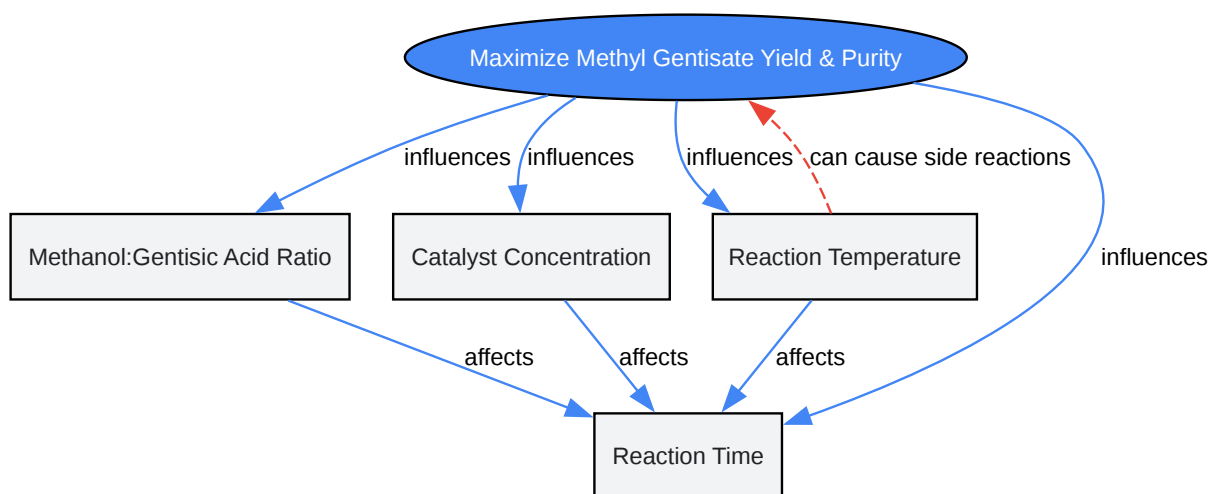 Maximize Methyl Gentisate Yield & Purity
influences
influences
influences
can cause side reactions
influences
Methanol:Gentisic Acid Ratio
Catalyst Concentration
Reaction Temperature
affects
affects
affects
Reaction Time